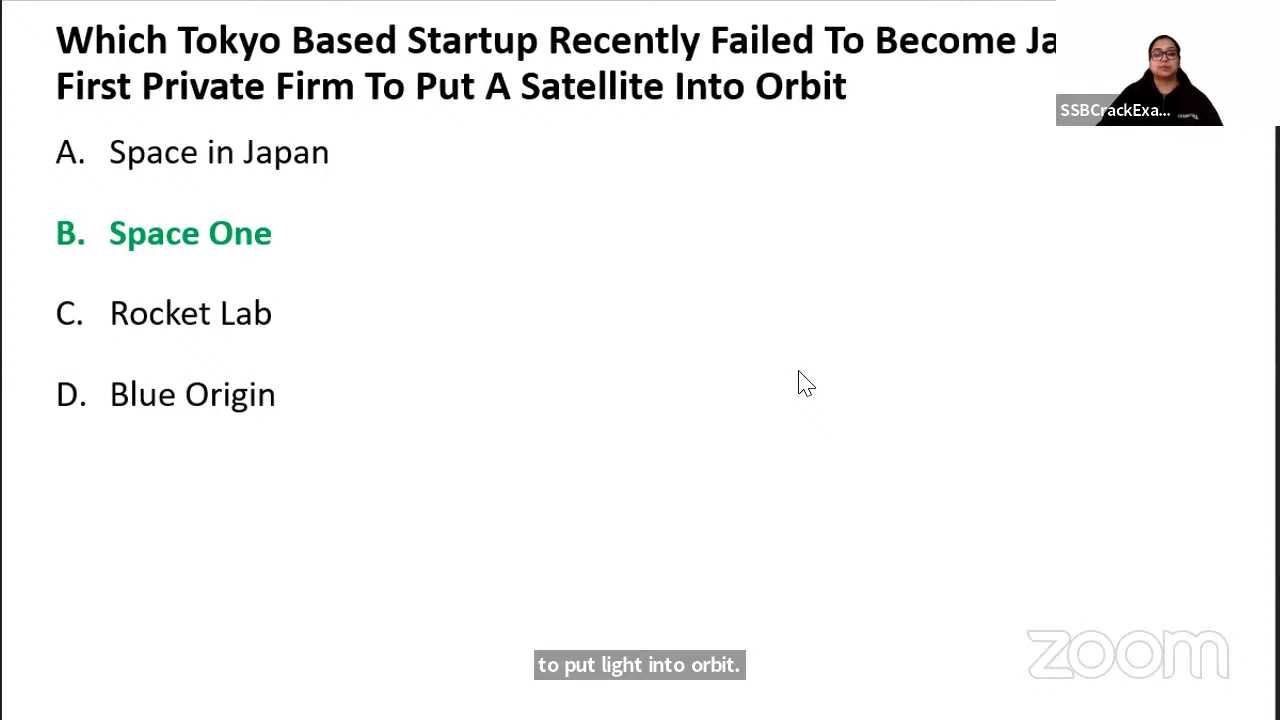 Which Tokyo Based Startup Recently Failed To Become Ja
First Private Firm To Put A Satellite Into Orbit
SSBCrackExa...
A. Space in Japan
B. Space One
C. Rocket Lab
D. Blue Origin
to put light into orbit.
zoom